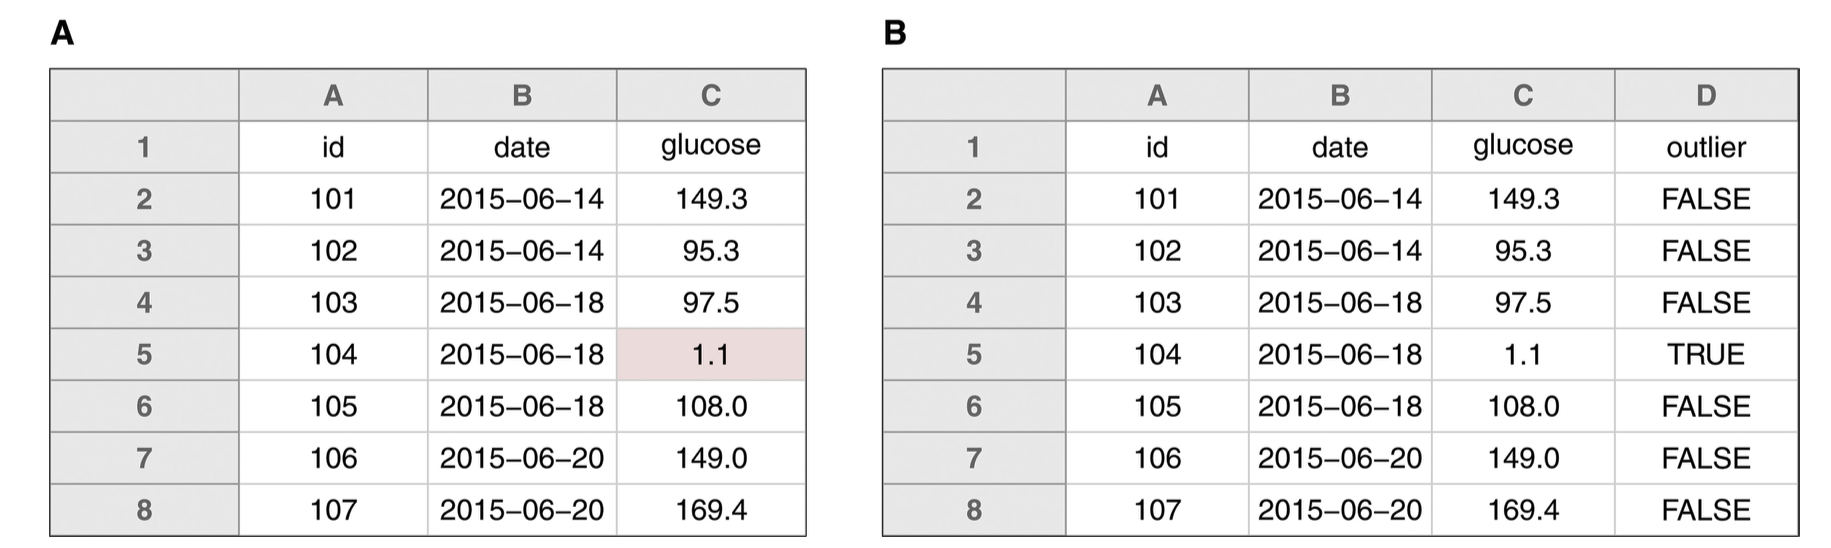 A
A B C
1 id date glucose
2 101 2015–06–14 149.3
3 102 2015–06–14 95.3
4 103 2015–06–18 97.5
5 104 2015–06–18 1.1
6 105 2015–06–18 108.0
7 106 2015–06–20 149.0
8 107 2015–06–20 169.4
B
A B C D
1 id date glucose outlier
2 101 2015–06–14 149.3 FALSE
3 102 2015–06–14 95.3 FALSE
4 103 2015–06–18 97.5 FALSE
5 104 2015–06–18 1.1 TRUE
6 105 2015–06–18 108.0 FALSE
7 106 2015–06–20 149.0 FALSE
8 107 2015–06–20 169.4 FALSE